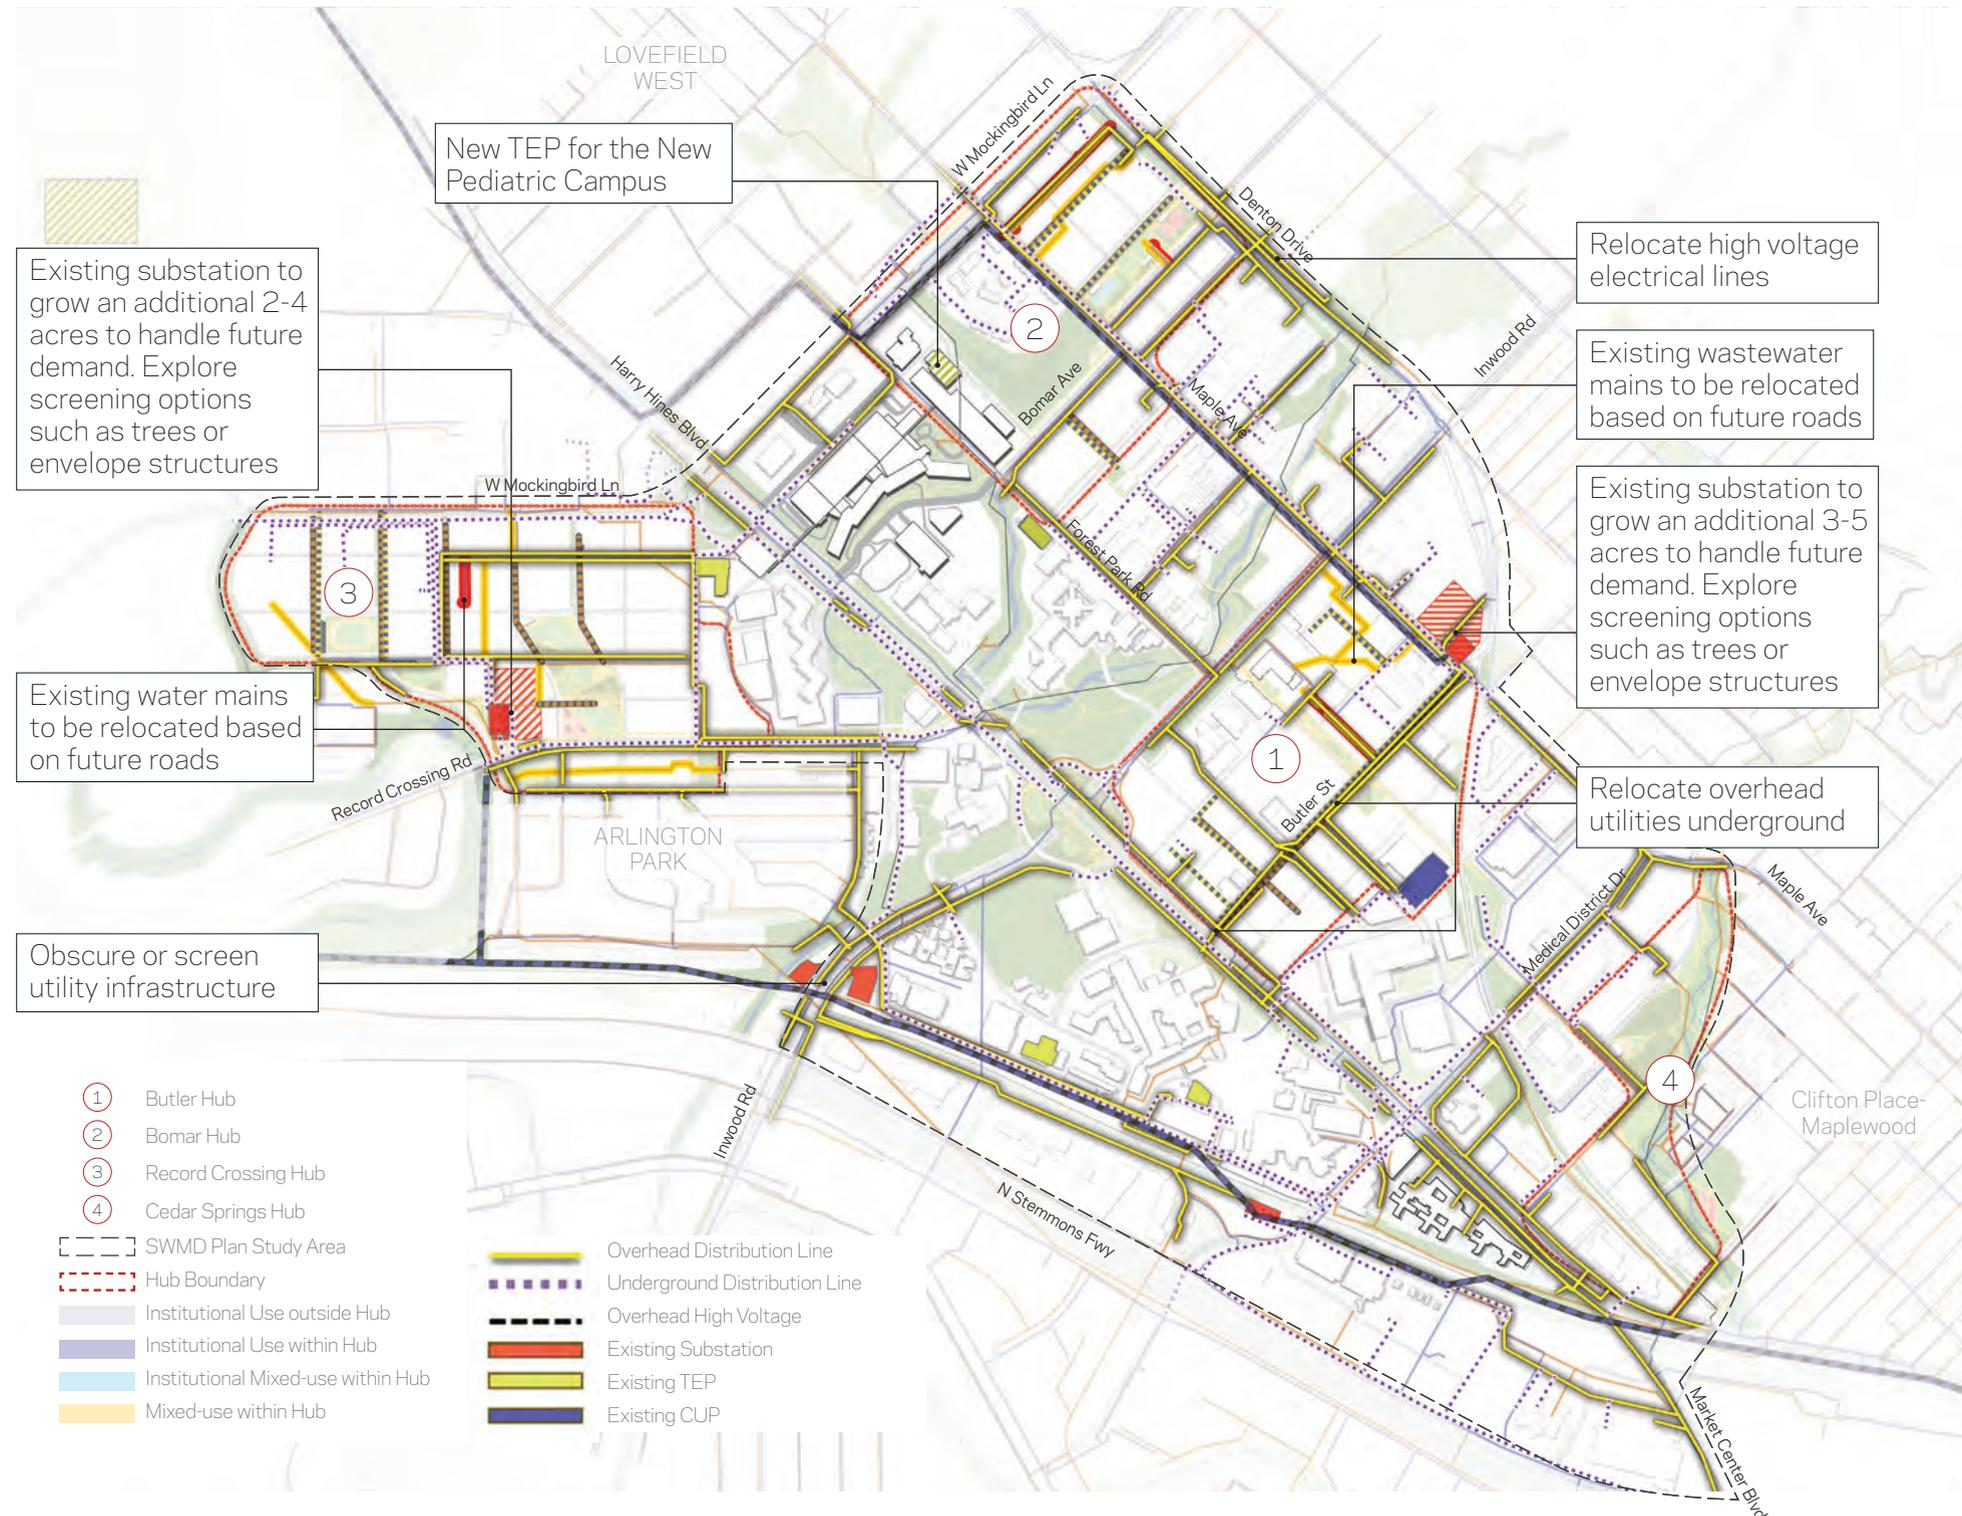 LOVEFIELD
WEST
W Mockingbird Ln
New TEP for the New
Pediatric Campus
Denton Drive
Relocate high voltage
electrical lines
Existing substation to
grow an additional 2-4
acres to handle future
demand. Explore
screening options
such as trees or
envelope structures
2
Inwood Rd
Existing wastewater
mains to be relocated
based on future roads
Harry Hines Blvd
Bomar Ave
Maple Ave
Existing substation to
grow an additional 3-5
acres to handle future
demand. Explore
screening options
such as trees or
envelope structures
W Mockingbird Ln
Forest Park Rd
3
Existing water mains
to be relocated based
on future roads
Record Crossing Rd
1
Butler St
Relocate overhead
utilities underground
ARLINGTON
PARK
Maple Ave
Medical District Dr
Obscure or screen
utility infrastructure
4
Clifton Place-
Maplewood
Inwood Rd
N Stemmons Fwy
Market Center Blvd
1 Butler Hub
2 Bomar Hub
3 Record Crossing Hub
4 Cedar Springs Hub
SWMD Plan Study Area
Hub Boundary
Institutional Use outside Hub
Institutional Use within Hub
Institutional Mixed-use within Hub
Mixed-use within Hub
Overhead Distribution Line
Underground Distribution Line
Overhead High Voltage
Existing Substation
Existing TEP
Existing CUP